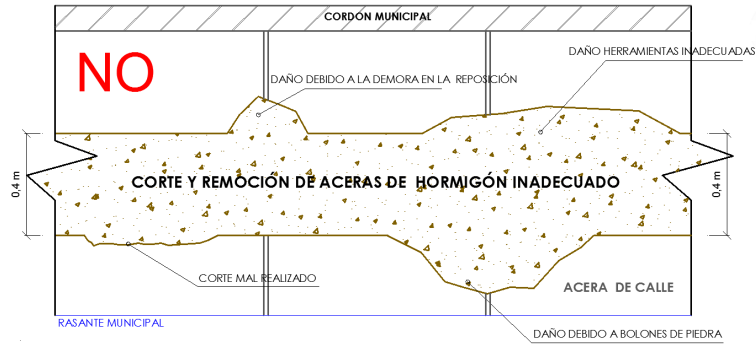 CORDÓN MUNICIPAL
NO
DAÑO HERRAMIENTAS INADECUADAS
DAÑO DEBIDO A LA DEMORA EN LA REPOSICIÓN
0,4 m
CORTE Y REMOCIÓN DE ACERAS DE HORMIGÓN INADECUADO
0,4 m
CORTE MAL REALIZADO
ACERA DE CALLE
RASANTE MUNICIPAL
DAÑO DEBIDO A BOLONES DE PIEDRA